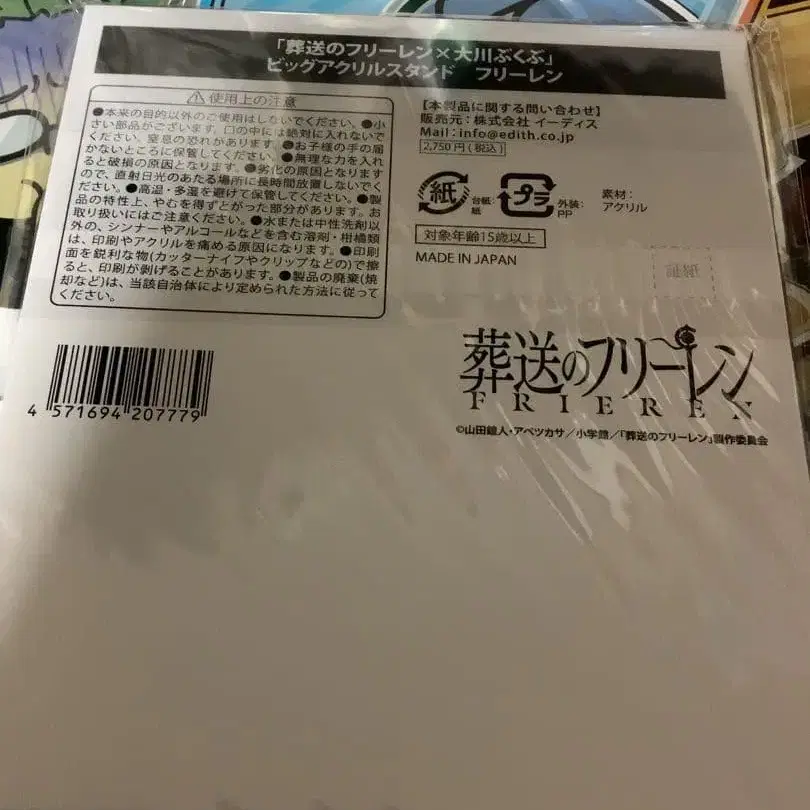 「葬送のフリーレン×大川ぶくぶ」
ビッグアクリルスタンド　フリーレン
⚠使用上の注意
●本来の目的以外のご使用はしないでください。●小
さい部品がございます。口の中には絶対に入れないで
ください。窒息の恐れがあります。●お子様の手の届
かないところに保管してください。●無理な力を入れ
ると破損の原因となります。●劣化の原因となります
ので、直射日光のあたる場所に長時間放置しないでく
ださい。●高温・多湿を避けて保管してください。●製
品の特性上、やむを得ずとがった部分があります。お
取り扱いにはご注意ください。●水または中性洗剤以
外の、シンナーやアルコールなどを含む溶剤・柑橘類
は、印刷やアクリルを痛める原因になります。●印刷
面を鋭利な物(カッターナイフやクリップなどの)で擦
ると、印刷が剥げることがあります。●製品の廃棄(焼
却など)は、当該自治体により定められた方法に従って
ください。
【本製品に関する問い合わせ】
販売元：株式会社 イーディス
Mail：info@edith.co.jp
2,750円（税込）
紙
台紙：
紙
プラ
外装：
PP
素材：
アクリル
対象年齢15歳以上
MADE IN JAPAN
4 571694 207779
葬送のフリーレン
FRIEREN
©山田鐘人・アベツカサ／小学館／「葬送のフリーレン」製作委員会